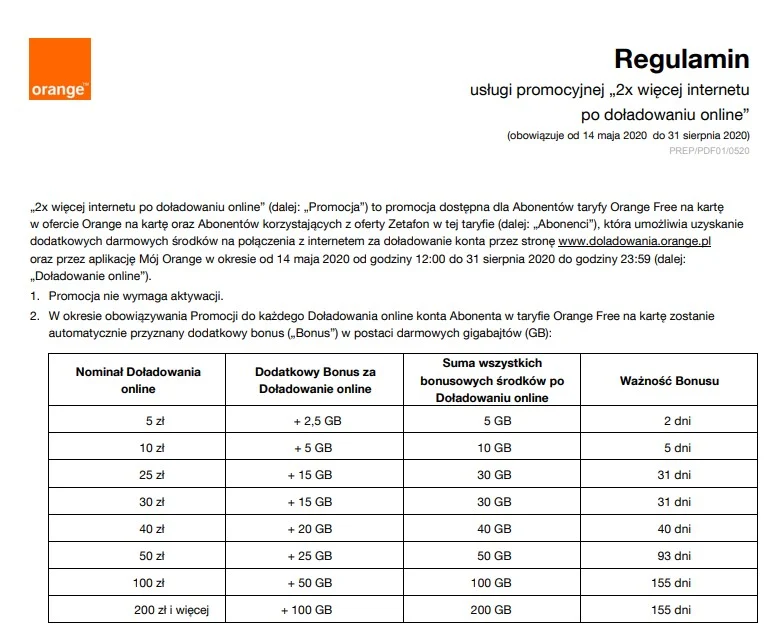 orange™
Regulamin
usługi promocyjnej „2x więcej internetu
po doładowaniu online”
(obowiązuje od 14 maja 2020 do 31 sierpnia 2020)
PREP/PDF01/0520
„2x więcej internetu po doładowaniu online” (dalej: „Promocja”) to promocja dostępna dla Abonentów taryfy Orange Free na kartę
w ofercie Orange na kartę oraz Abonentów korzystających z oferty Zetafon w tej taryfie (dalej: „Abonenci”), która umożliwia uzyskanie
dodatkowych darmowych środków na połączenia z internetem za doładowanie konta przez stronę www.doladowania.orange.pl
oraz przez aplikację Mój Orange w okresie od 14 maja 2020 od godziny 12:00 do 31 sierpnia 2020 do godziny 23:59 (dalej:
„Doładowanie online”).
1. Promocja nie wymaga aktywacji.
2. W okresie obowiązywania Promocji do każdego Doładowania online konta Abonenta w taryfie Orange Free na kartę zostanie
automatycznie przyznany dodatkowy bonus („Bonus”) w postaci darmowych gigabajtów (GB):
Nominał Doładowania online Dodatkowy Bonus za Doładowanie online Suma wszystkich bonusowych środków po Doładowaniu online Ważność Bonusu
5 zł + 2,5 GB 5 GB 2 dni
10 zł + 5 GB 10 GB 5 dni
25 zł + 15 GB 30 GB 31 dni
30 zł + 15 GB 30 GB 31 dni
40 zł + 20 GB 40 GB 40 dni
50 zł + 25 GB 50 GB 93 dni
100 zł + 50 GB 100 GB 155 dni
200 zł i więcej + 100 GB 200 GB 155 dni